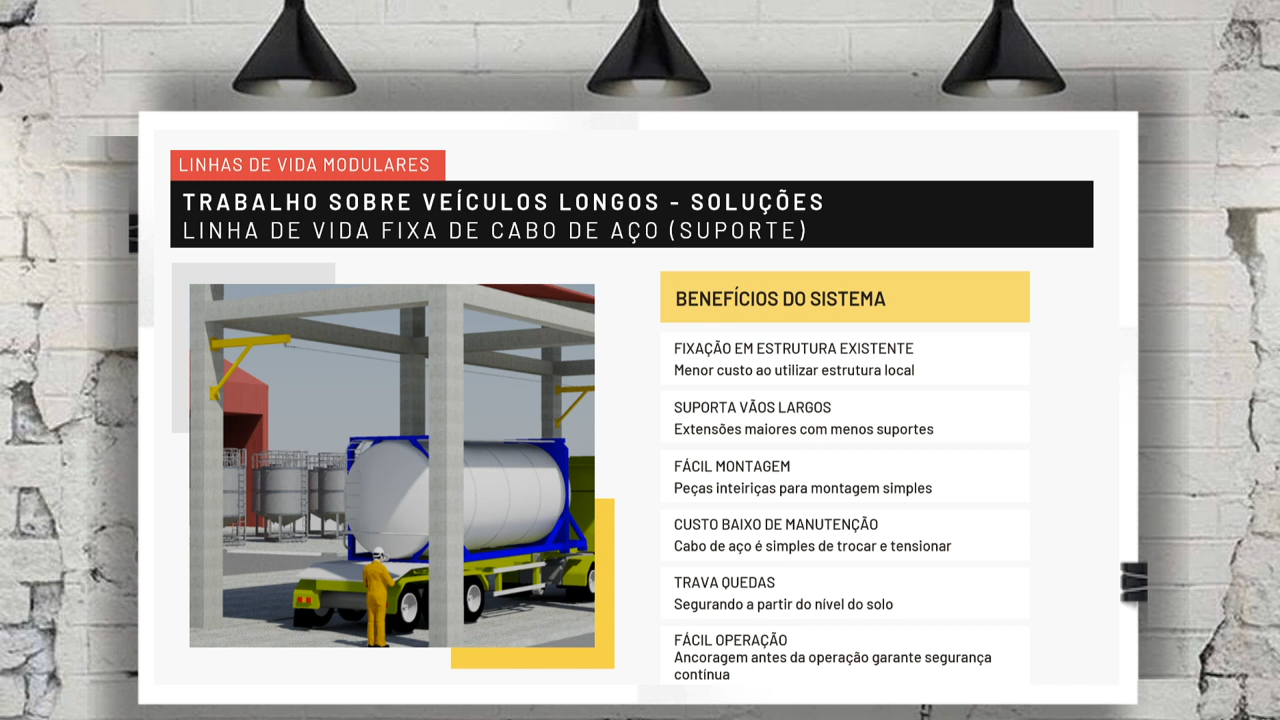 LINHAS DE VIDA MODULARES
TRABALHO SOBRE VEÍCULOS LONGOS - SOLUÇÕES
LINHA DE VIDA FIXA DE CABO DE AÇO (SUPORTE)
BENEFÍCIOS DO SISTEMA
FIXAÇÃO EM ESTRUTURA EXISTENTE
Menor custo ao utilizar estrutura local
SUPORTA VÃOS LARGOS
Extensões maiores com menos suportes
FÁCIL MONTAGEM
Peças inteiriças para montagem simples
CUSTO BAIXO DE MANUTENÇÃO
Cabo de aço é simples de trocar e tensionar
TRAVA QUEDAS
Segurando a partir do nível do solo
FÁCIL OPERAÇÃO
Ancoragem antes da operação garante segurança
contínua